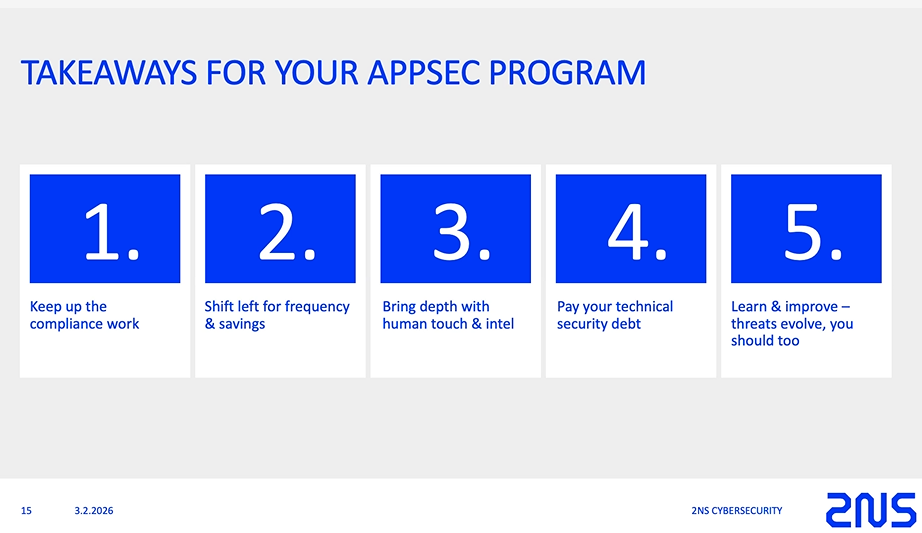 TAKEAWAYS FOR YOUR APPSEC PROGRAM
1.
Keep up the
compliance work
2.
Shift left for frequency
& savings
3.
Bring depth with
human touch & intel
4.
Pay your technical
security debt
5.
Learn & improve –
threats evolve, you
should too
15
3.2.2026
2NS CYBERSECURITY
2NS